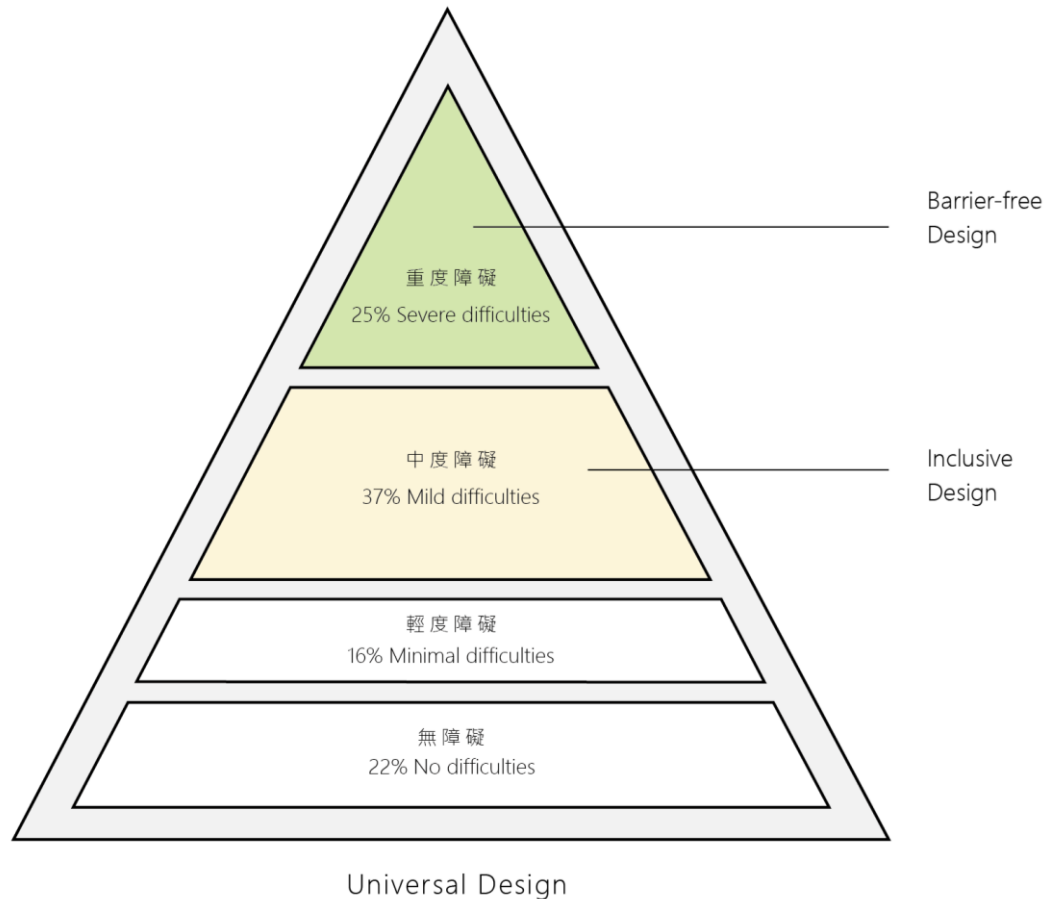 Barrier-free
Design
重度障礙
25% Severe difficulties
中度障礙
37% Mild difficulties
Inclusive
Design
輕度障礙
16% Minimal difficulties
無障礙
22% No difficulties
Universal Design